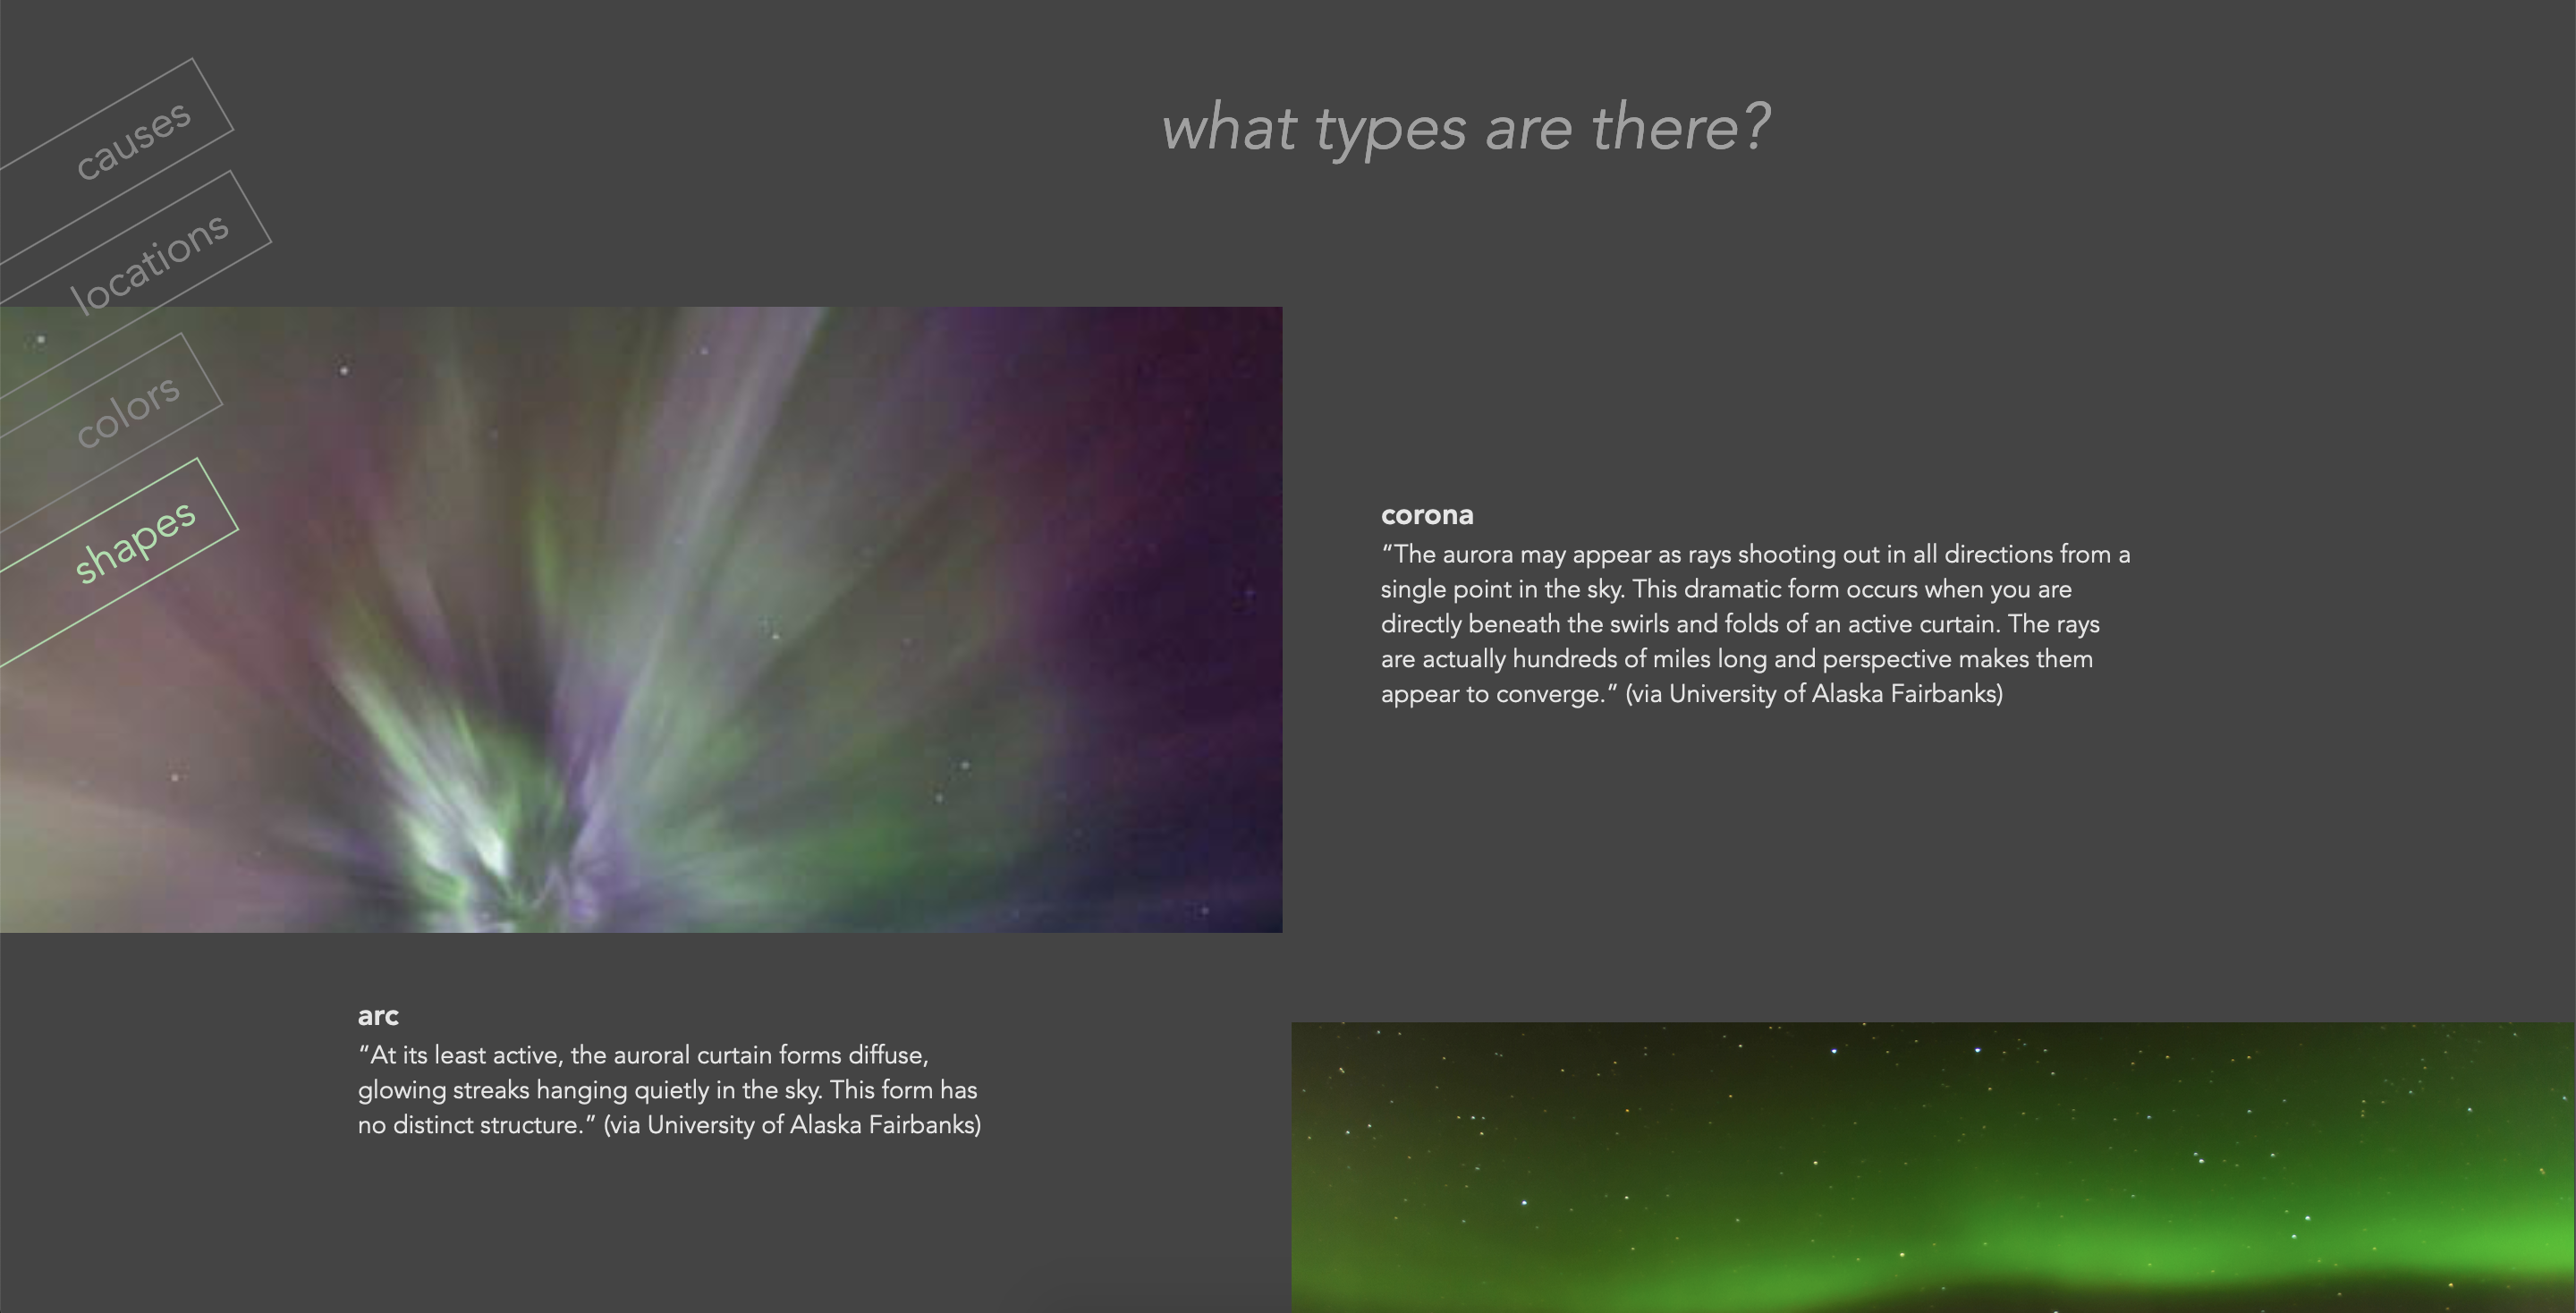 causes
locations
colors
shapes
what types are there?
corona
“The aurora may appear as rays shooting out in all directions from a
single point in the sky. This dramatic form occurs when you are
directly beneath the swirls and folds of an active curtain. The rays
are actually hundreds of miles long and perspective makes them
appear to converge.” (via University of Alaska Fairbanks)
arc
“At its least active, the auroral curtain forms diffuse,
glowing streaks hanging quietly in the sky. This form has
no distinct structure.” (via University of Alaska Fairbanks)